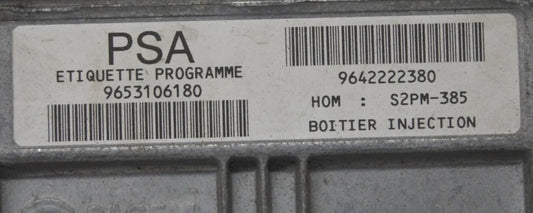 PSA
ETIQUETTE PROGRAMME
9653106180
9642222380
HOM : S2PM-385
BOITIER INJECTION